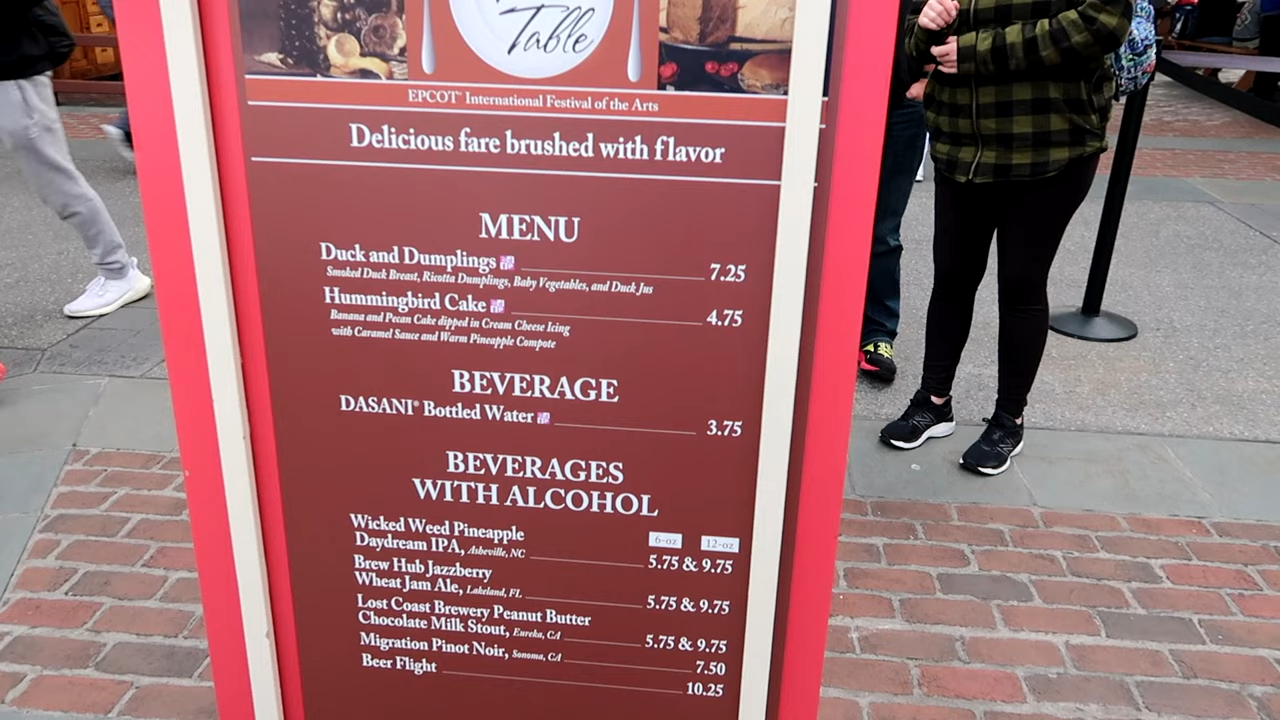 Table
EPCOT® International Festival of the Arts
Delicious fare brushed with flavor
MENU
Duck and Dumplings 7.25
Smoked Duck Breast, Ricotta Dumplings, Baby Vegetables, and Duck Jus
Hummingbird Cake 4.75
Banana and Pecan Cake dipped in Cream Cheese Icing
with Caramel Sauce and Warm Pineapple Compote
BEVERAGE
DASANI® Bottled Water 3.75
BEVERAGES
WITH ALCOHOL
6-oz 12-oz
Wicked Weed Pineapple
Daydream IPA, Asheville, NC 5.75 & 9.75
Brew Hub Jazzberry
Wheat Jam Ale, Lakeland, FL 5.75 & 9.75
Lost Coast Brewery Peanut Butter
Chocolate Milk Stout, Eureka, CA 5.75 & 9.75
Migration Pinot Noir, Sonoma, CA 7.50
Beer Flight 10.25